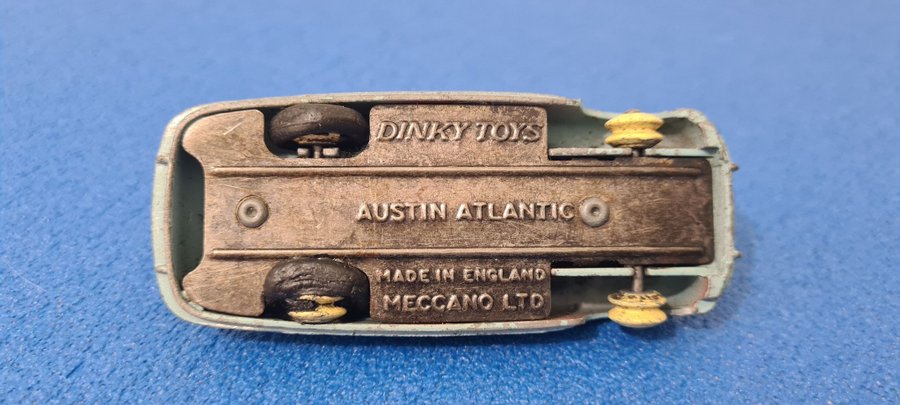 DINKY TOYS
AUSTIN ATLANTIC
MADE IN ENGLAND
MECCANO LTD